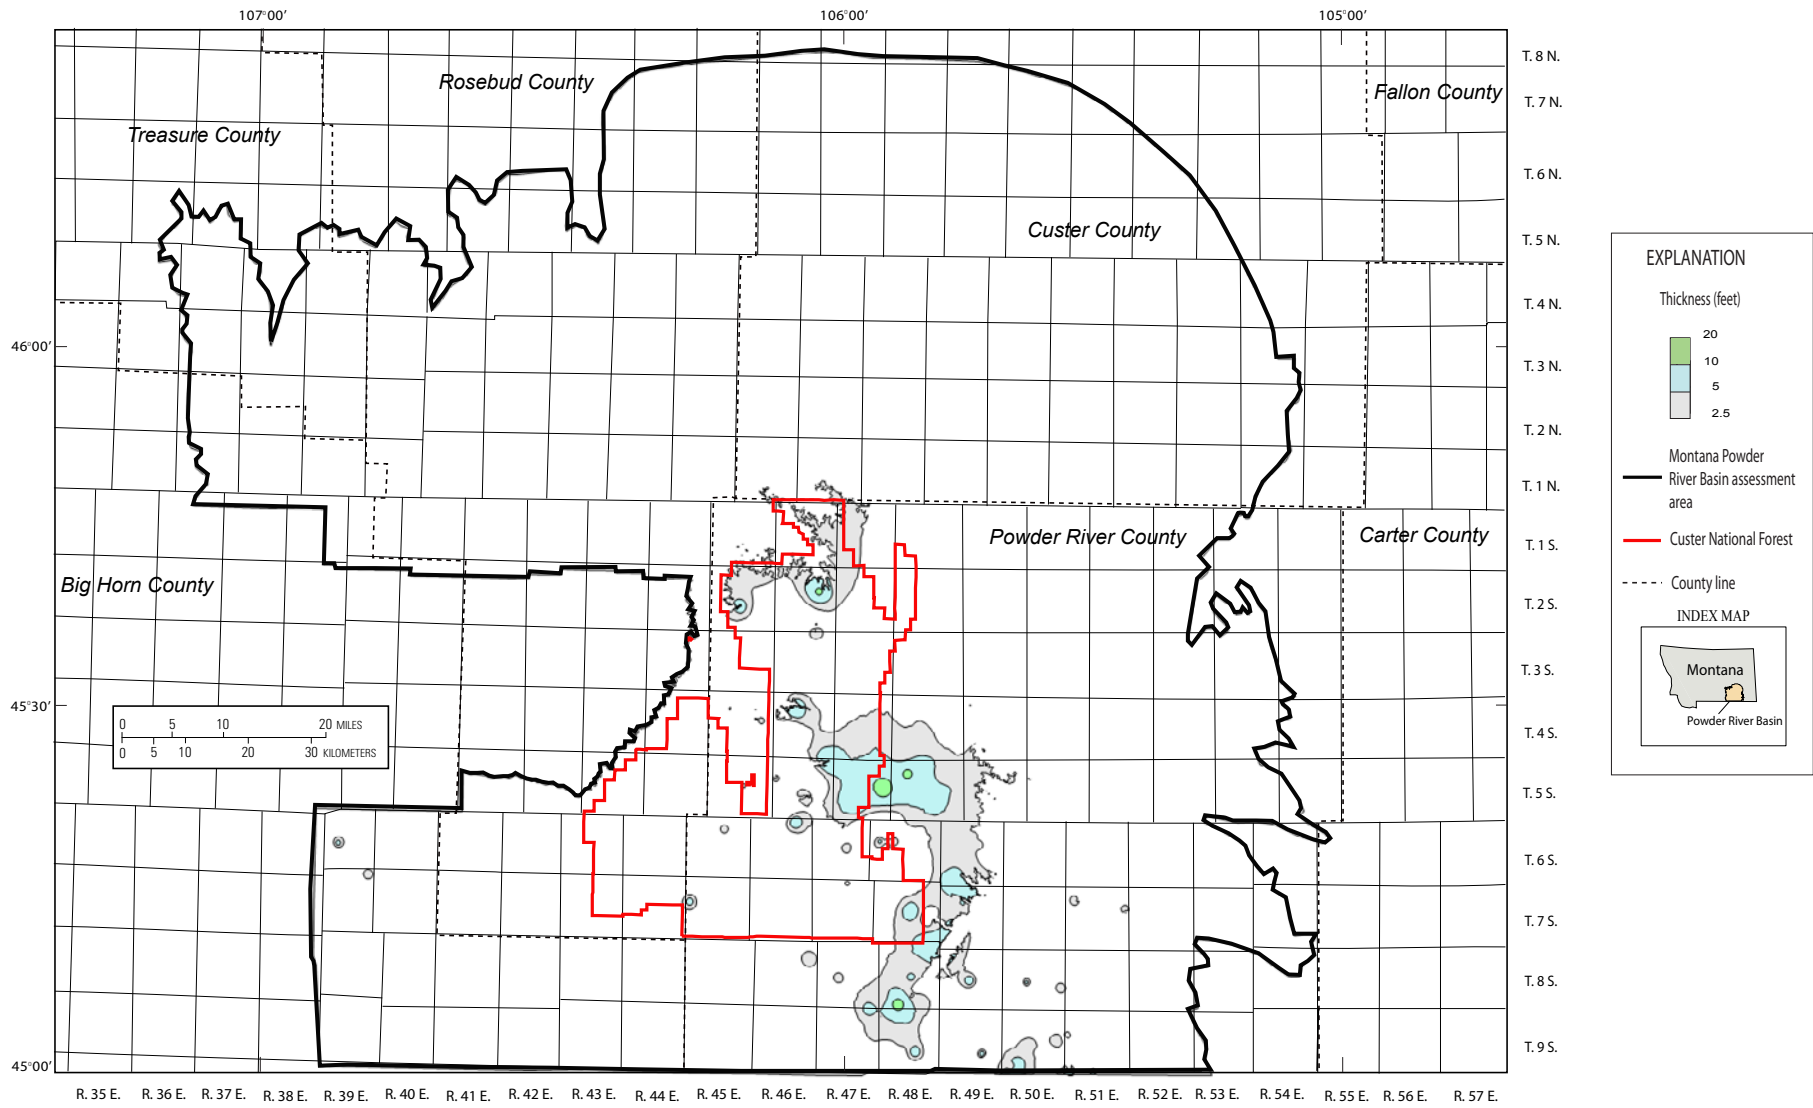 107°00′ 106°00′ 105°00′
T. 8 N.
Rosebud County
Fallon County
T. 7 N.
Treasure County
T. 6 N.
Custer County
T. 5 N.
T. 4 N.
46°00′
T. 3 N.
T. 2 N.
T. 1 N.
Powder River County
Carter County
T. 1 S.
Big Horn County
T. 2 S.
T. 3 S.
45°30′
0 5 10 20 MILES
0 5 10 20 30 KILOMETERS
T. 4 S.
T. 5 S.
T. 6 S.
T. 7 S.
T. 8 S.
T. 9 S.
45°00′
R. 35 E. R. 36 E. R. 37 E. R. 38 E. R. 39 E. R. 40 E. R. 41 E. R. 42 E. R. 43 E. R. 44 E. R. 45 E. R. 46 E. R. 47 E. R. 48 E. R. 49 E. R. 50 E. R. 51 E. R. 52 E. R. 53 E. R. 54 E. R. 55 E. R. 56 E. R. 57 E.
EXPLANATION
Thickness (feet)
20
10
5
2.5
Montana Powder
River Basin assessment
area
Custer National Forest
County line
INDEX MAP
Montana
Powder River Basin